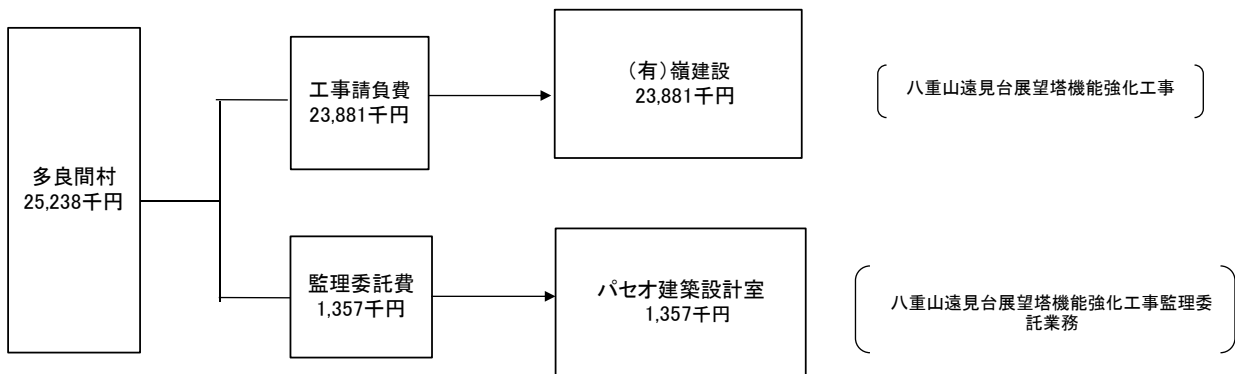 多良間村
25,238千円
工事請負費
23,881千円
（有）嶺建設
23,881千円
八重山遠見台展望塔機能強化工事
監理委託費
1,357千円
パセオ建築設計室
1,357千円
八重山遠見台展望塔機能強化工事監理委
託業務